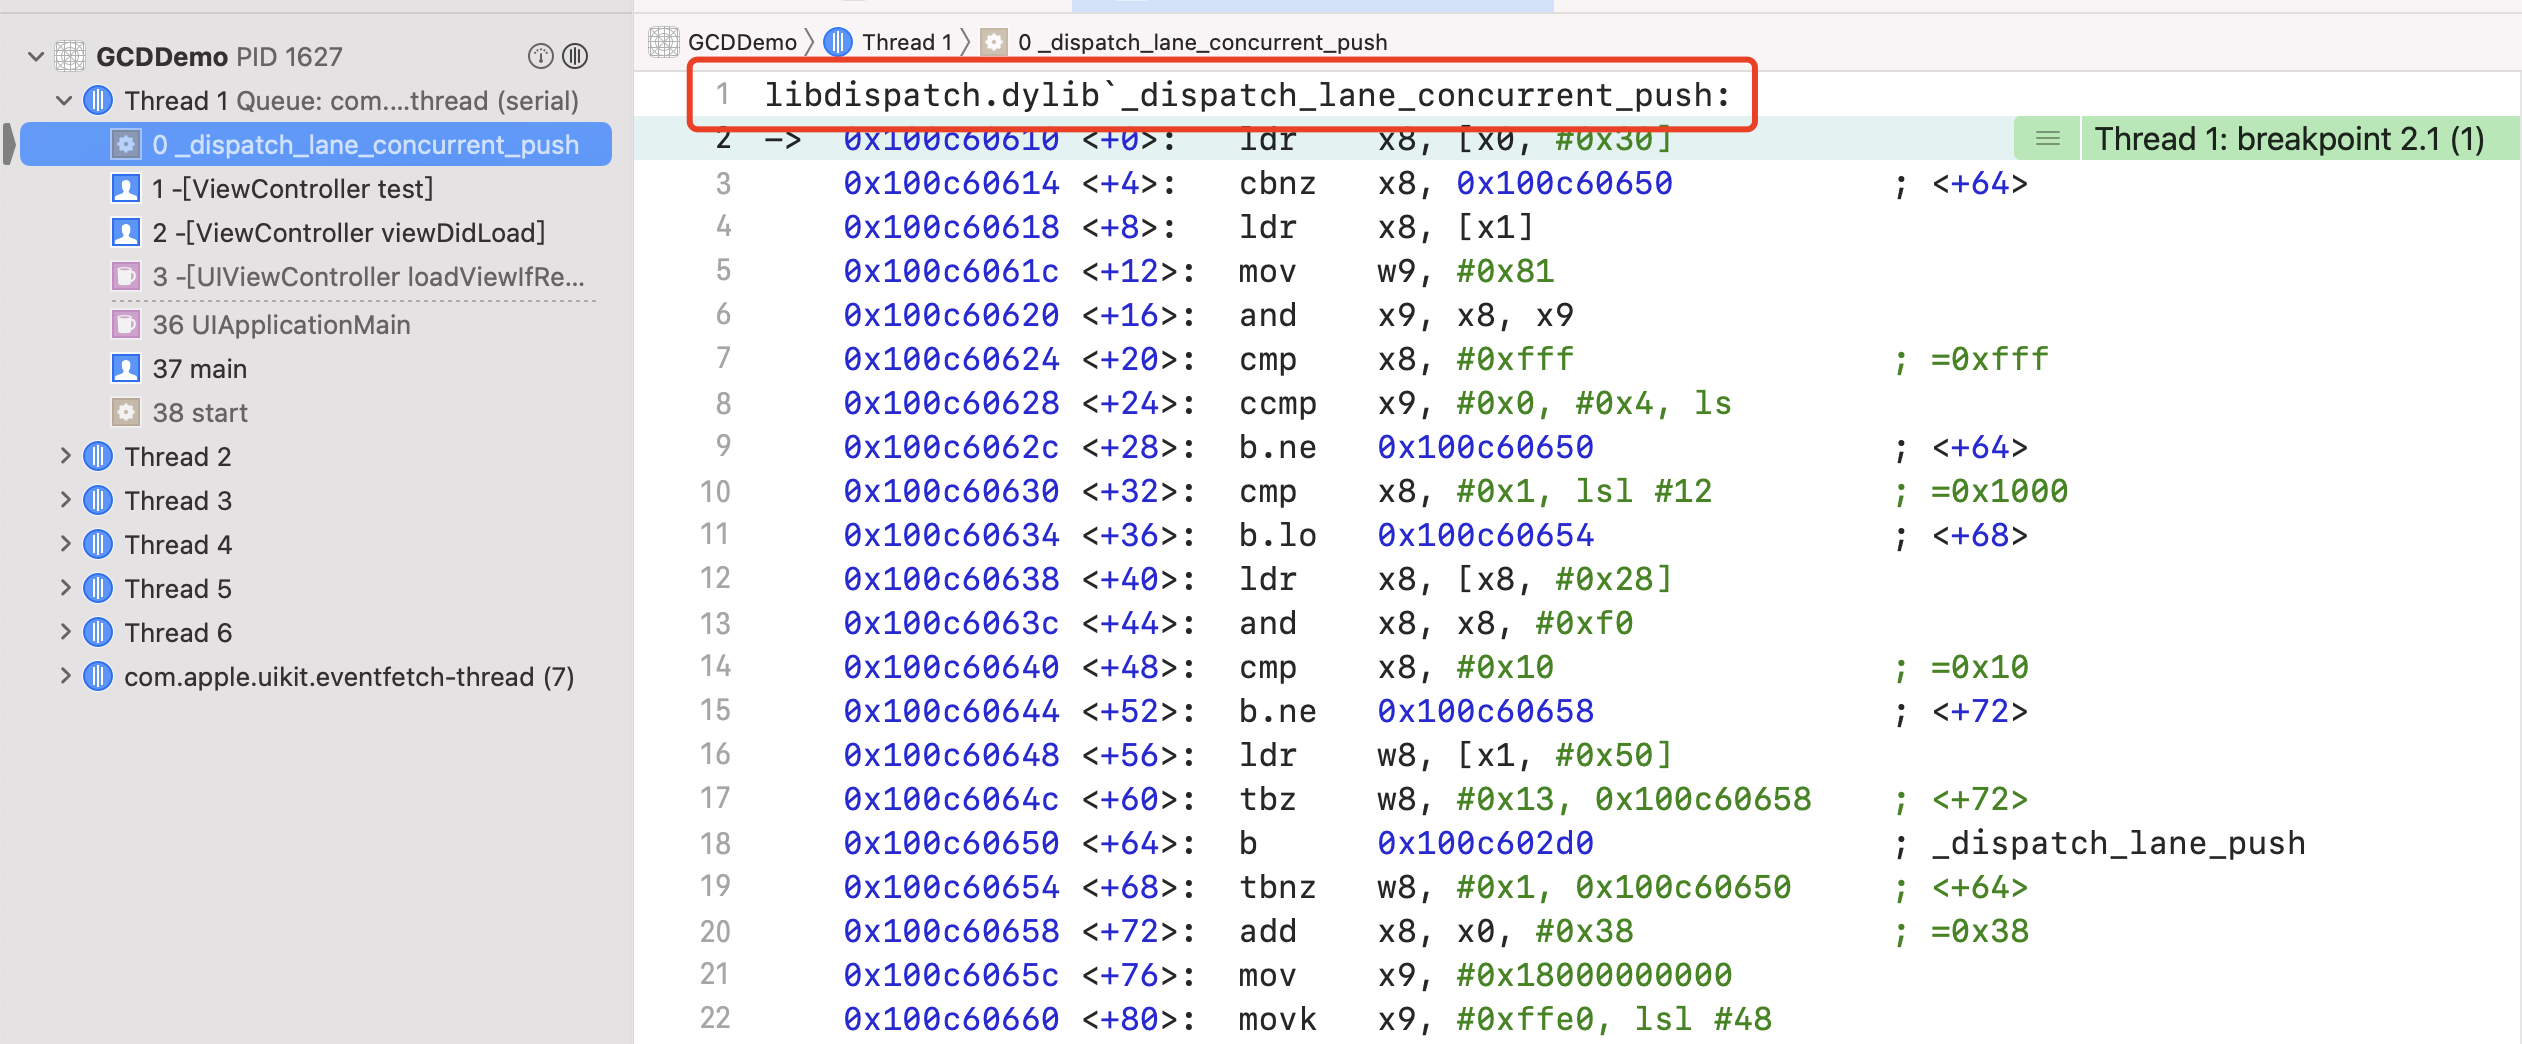 GCDDemo PID 1627
Thread 1 Queue: com....thread (serial)
0 _dispatch_lane_concurrent_push
1 -[ViewController test]
2 -[ViewController viewDidLoad]
3 -[UIViewController loadViewIfRe...
36 UIApplicationMain
37 main
38 start
Thread 2
Thread 3
Thread 4
Thread 5
Thread 6
com.apple.uikit.eventfetch-thread (7)
GCDDemo Thread 1 0 _dispatch_lane_concurrent_push
1 libdispatch.dylib`_dispatch_lane_concurrent_push:
2 -> 0x100c60610 <+0>: ldr x8, [x0, #0x30] Thread 1: breakpoint 2.1 (1)
3 0x100c60614 <+4>: cbnz x8, 0x100c60650 ; <+64>
4 0x100c60618 <+8>: ldr x8, [x1]
5 0x100c6061c <+12>: mov w9, #0x81
6 0x100c60620 <+16>: and x9, x8, x9
7 0x100c60624 <+20>: cmp x8, #0xfff ; =0xfff
8 0x100c60628 <+24>: ccmp x9, #0x0, #0x4, ls
9 0x100c6062c <+28>: b.ne 0x100c60650 ; <+64>
10 0x100c60630 <+32>: cmp x8, #0x1, lsl #12 ; =0x1000
11 0x100c60634 <+36>: b.lo 0x100c60654 ; <+68>
12 0x100c60638 <+40>: ldr x8, [x8, #0x28]
13 0x100c6063c <+44>: and x8, x8, #0xf0
14 0x100c60640 <+48>: cmp x8, #0x10 ; =0x10
15 0x100c60644 <+52>: b.ne 0x100c60658 ; <+72>
16 0x100c60648 <+56>: ldr w8, [x1, #0x50]
17 0x100c6064c <+60>: tbz w8, #0x13, 0x100c60658 ; <+72>
18 0x100c60650 <+64>: b 0x100c602d0 ; _dispatch_lane_push
19 0x100c60654 <+68>: tbnz w8, #0x1, 0x100c60650 ; <+64>
20 0x100c60658 <+72>: add x8, x0, #0x38 ; =0x38
21 0x100c6065c <+76>: mov x9, #0x18000000000
22 0x100c60660 <+80>: movk x9, #0xffe0, lsl #48